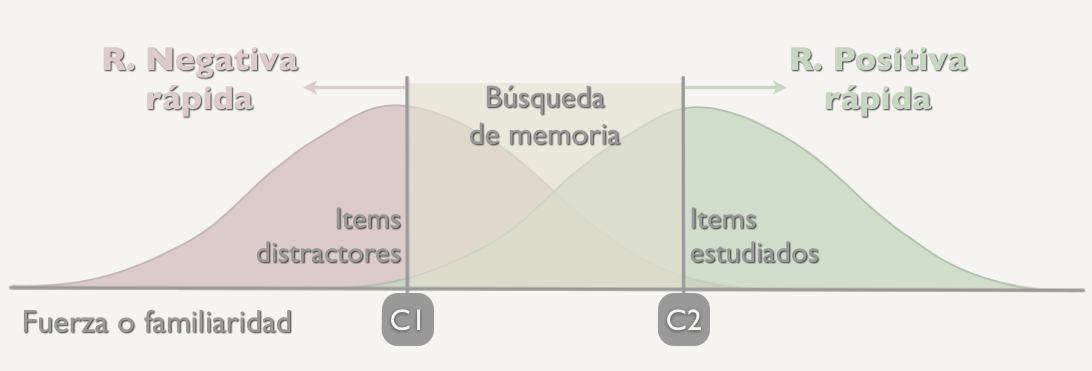 R. Negativa
rápida
Búsqueda
de memoria
R. Positiva
rápida
Items
distractores
Items
estudiados
Fuerza o familiaridad
C1
C2